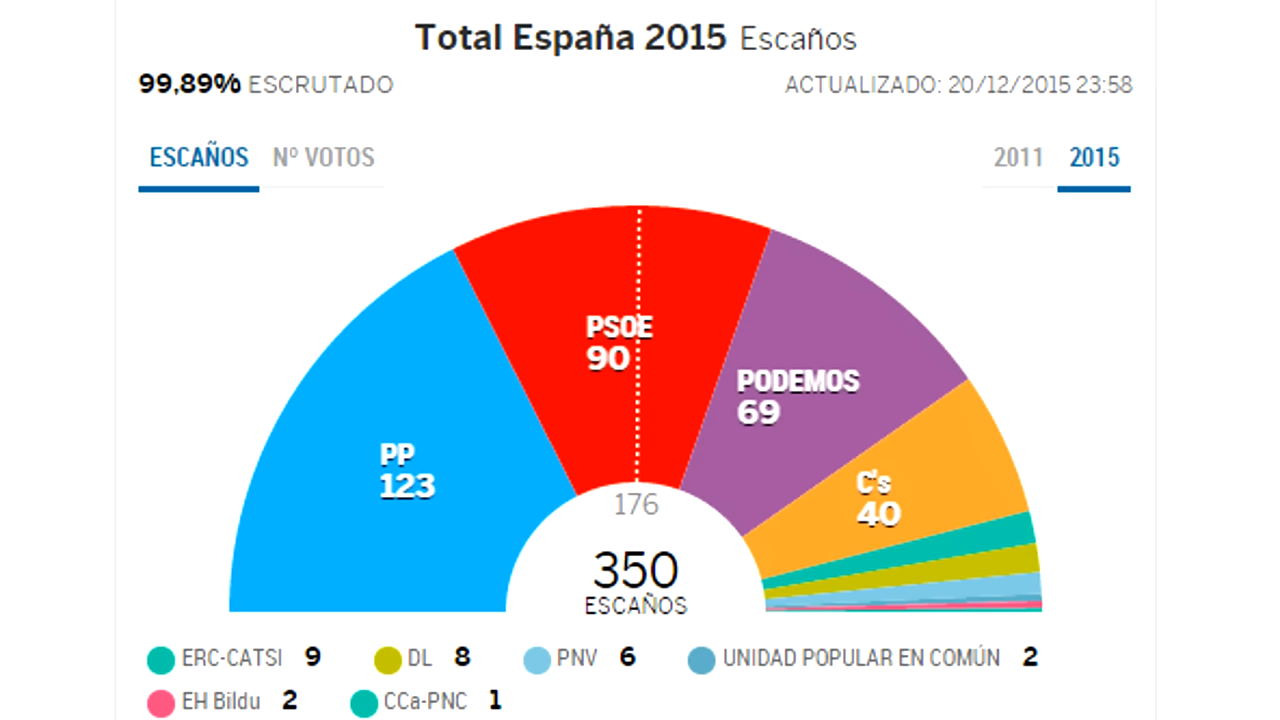 Total España 2015 Escaños
99,89% ESCRUTADO
ACTUALIZADO: 20/12/2015 23:58
ESCAÑOS Nº VOTOS
2011 2015
PSOE
90
PODEMOS
69
PP
123
C's
40
176
350
ESCAÑOS
ERC-CATSI 9 DL 8 PNV 6 UNIDAD POPULAR EN COMÚN 2
EH Bildu 2 CCa-PNC 1